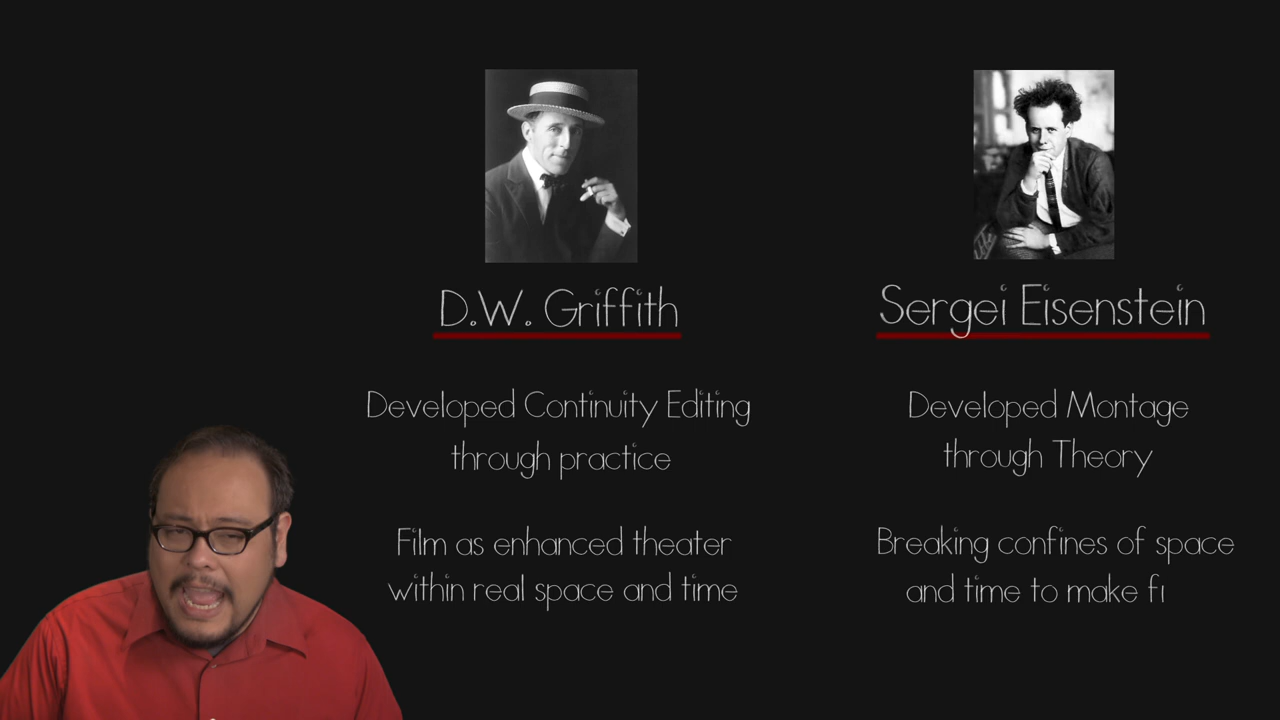 D.W. Griffith
Developed Continuity Editing
through practice
Film as enhanced theater
within real space and time
Sergei Eisenstein
Developed Montage
through Theory
Breaking confines of space
and time to make fi